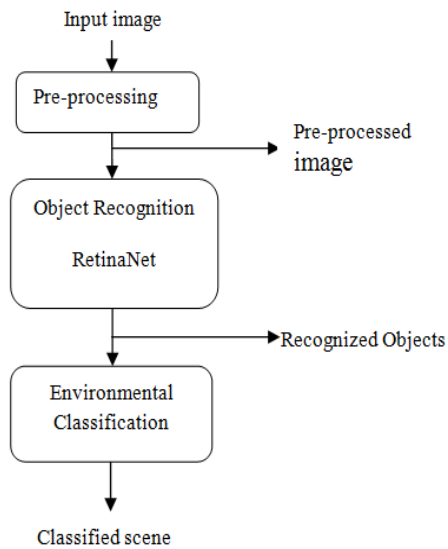 Input image
Pre-processing
Pre-processed
image
Object Recognition
RetinaNet
Recognized Objects
Environmental
Classification
Classified scene